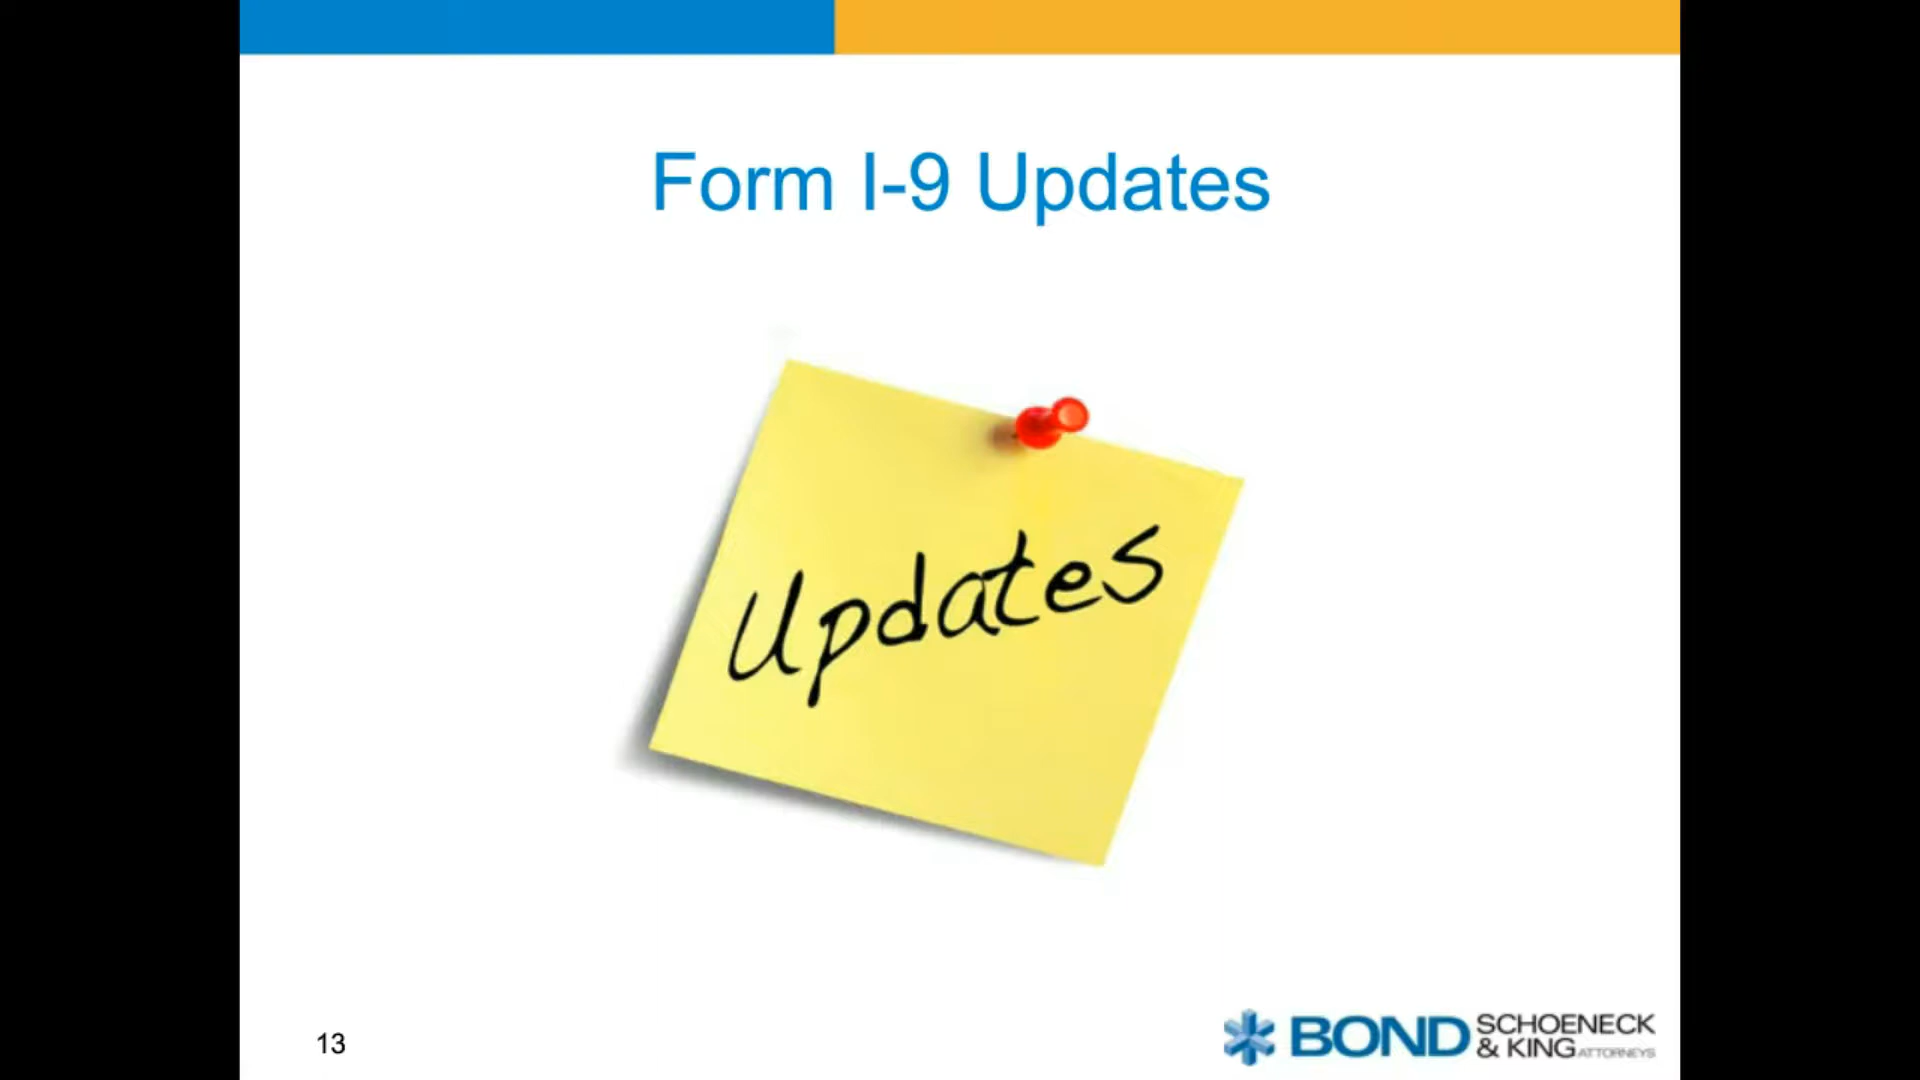 Form I-9 Updates
Updates
13
BOND SCHOENECK
& KING ATTORNEYS